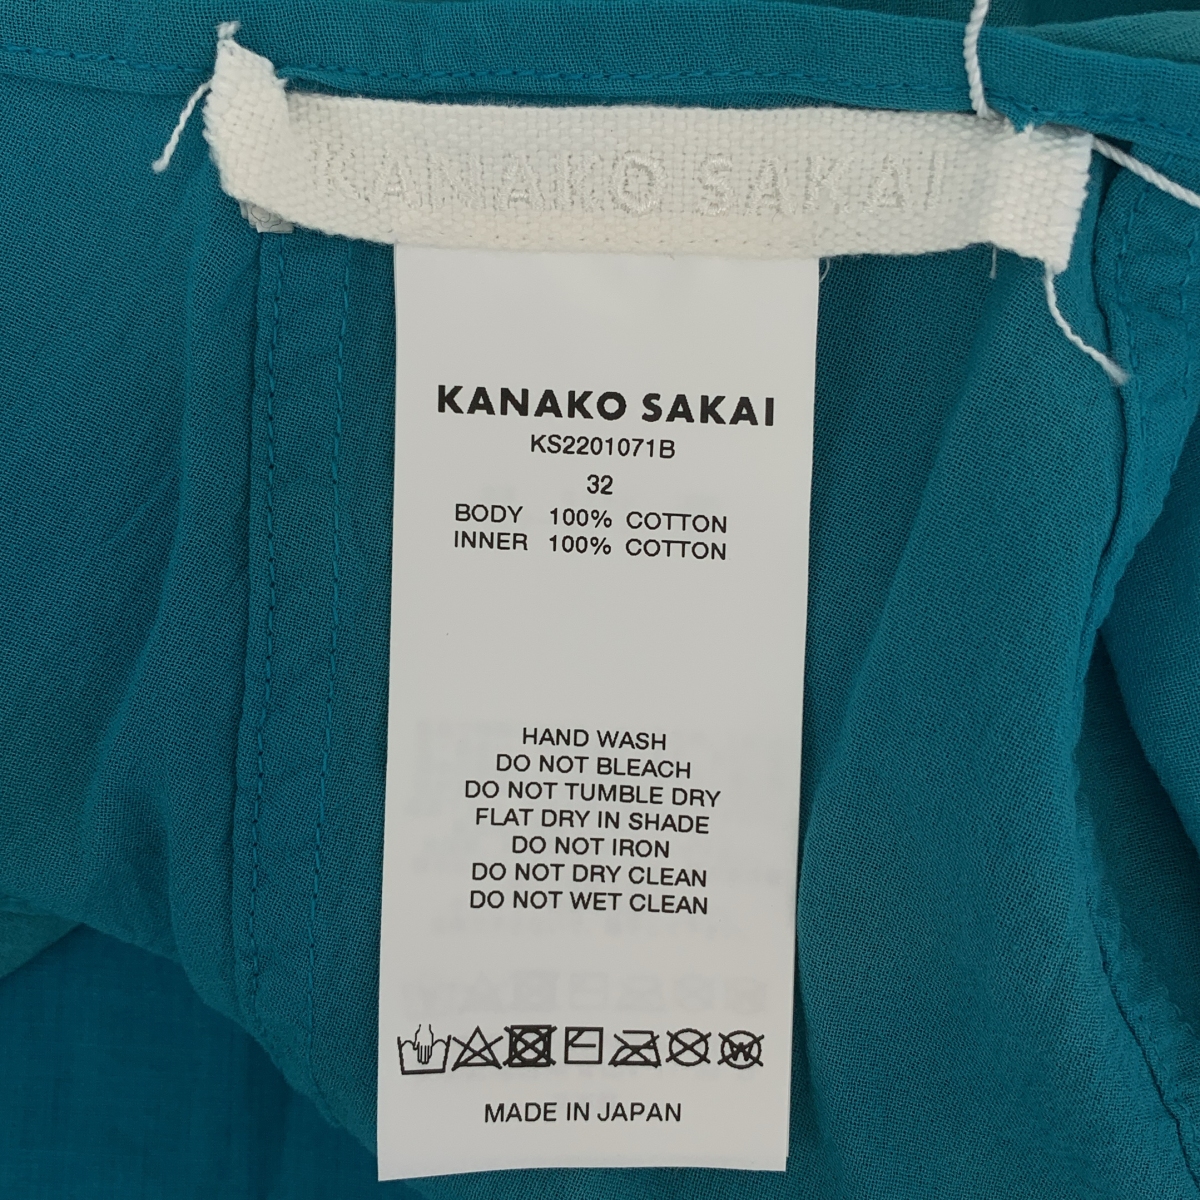 KANAKO SAKAI
KANAKO SAKAI
KS2201071B
32
BODY 100% COTTON
INNER 100% COTTON
HAND WASH
DO NOT BLEACH
DO NOT TUMBLE DRY
FLAT DRY IN SHADE
DO NOT IRON
DO NOT DRY CLEAN
DO NOT WET CLEAN
W
MADE IN JAPAN